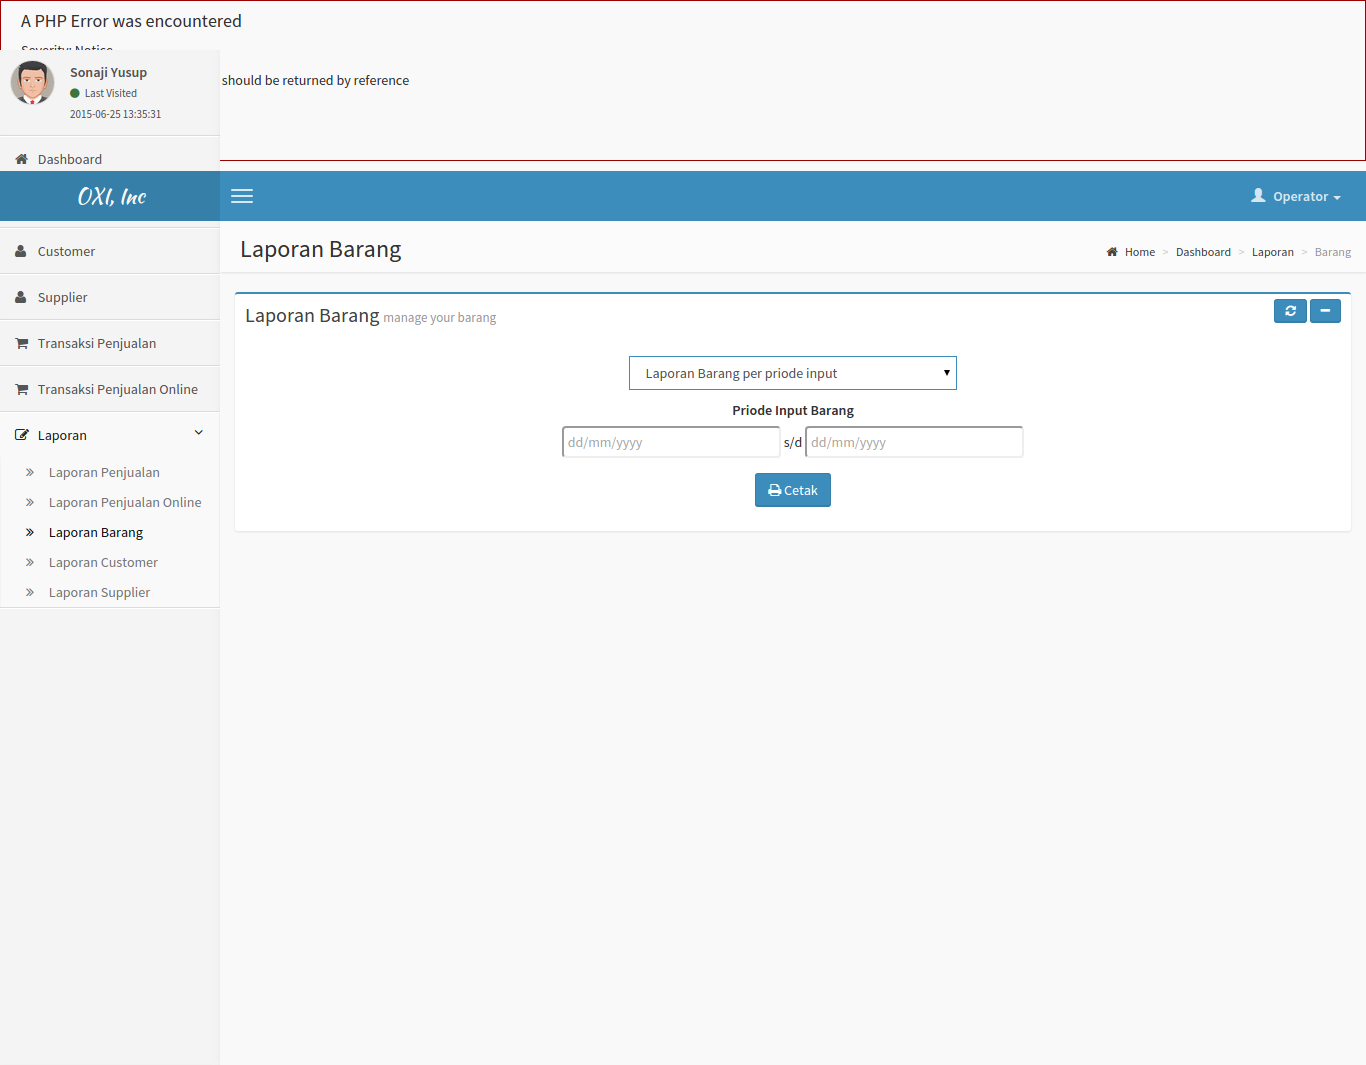 A PHP Error was encountered
Severity: Notice
should be returned by reference
Sonaji Yusup
Last Visited
2015-06-25 13:35:31
Dashboard
OXI, Inc
Operator
Customer
Supplier
Transaksi Penjualan
Transaksi Penjualan Online
Laporan
Laporan Penjualan
Laporan Penjualan Online
Laporan Barang
Laporan Customer
Laporan Supplier
Laporan Barang
Home > Dashboard > Laporan > Barang
Laporan Barang manage your barang
Laporan Barang per priode input
Priode Input Barang
dd/mm/yyyy s/d dd/mm/yyyy
Cetak